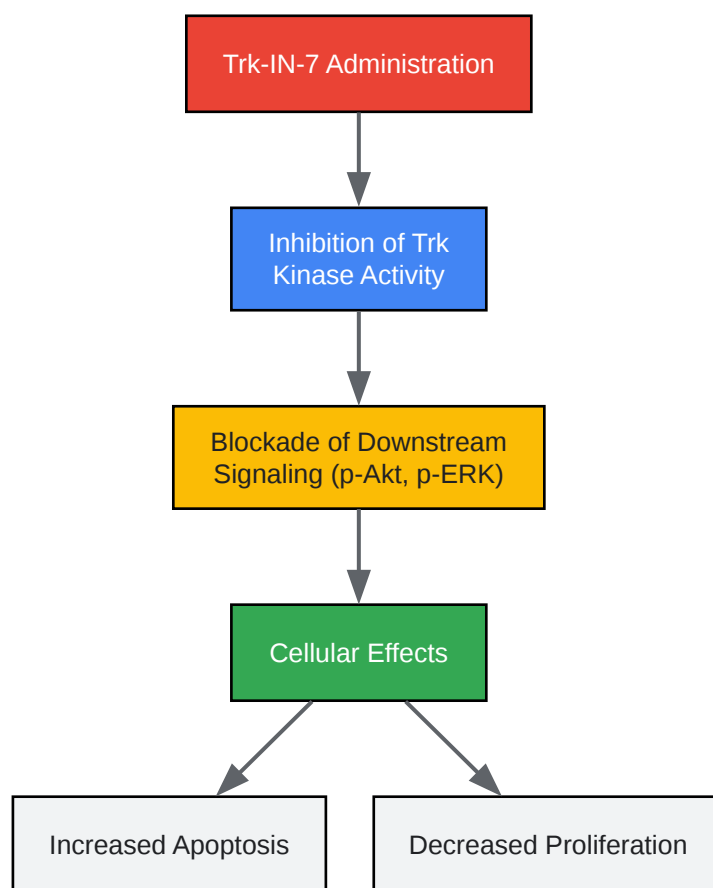 Trk-IN-7 Administration
Inhibition of Trk
Kinase Activity
Blockade of Downstream
Signaling (p-Akt, p-ERK)
Cellular Effects
Increased Apoptosis
Decreased Proliferation